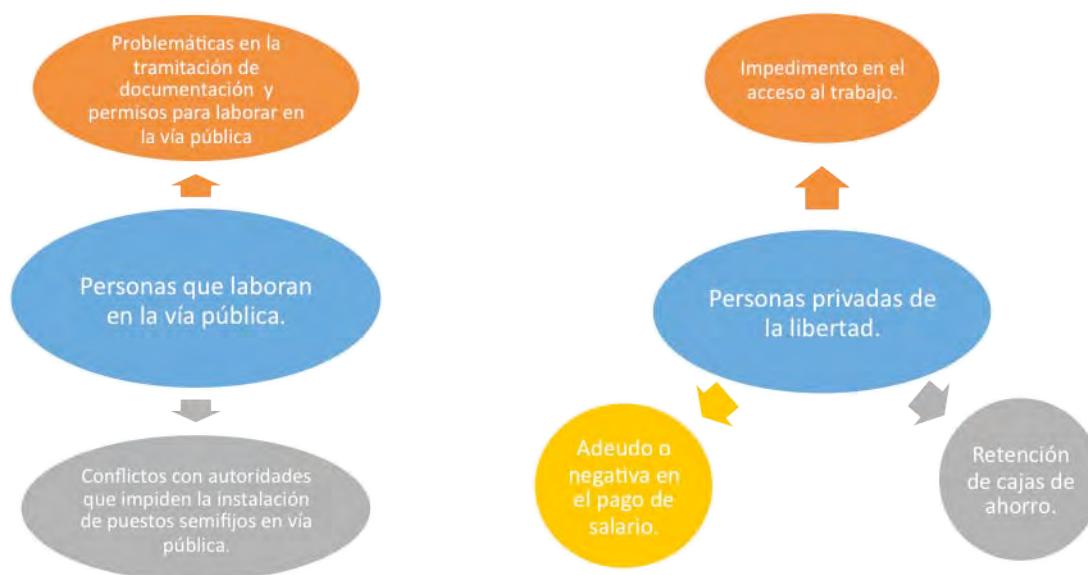 Problemáticas en la
tramitación de
documentación y
permisos para laborar en
la vía pública
Personas que laboran
en la vía pública.
Conflictos con autoridades
que impiden la instalación
de puestos semifijos en vía
pública.
Impedimento en el
acceso al trabajo.
Personas privadas de
la libertad.
Adeudo o
negativa en
el pago de
salario.
Retención
de cajas de
ahorro.